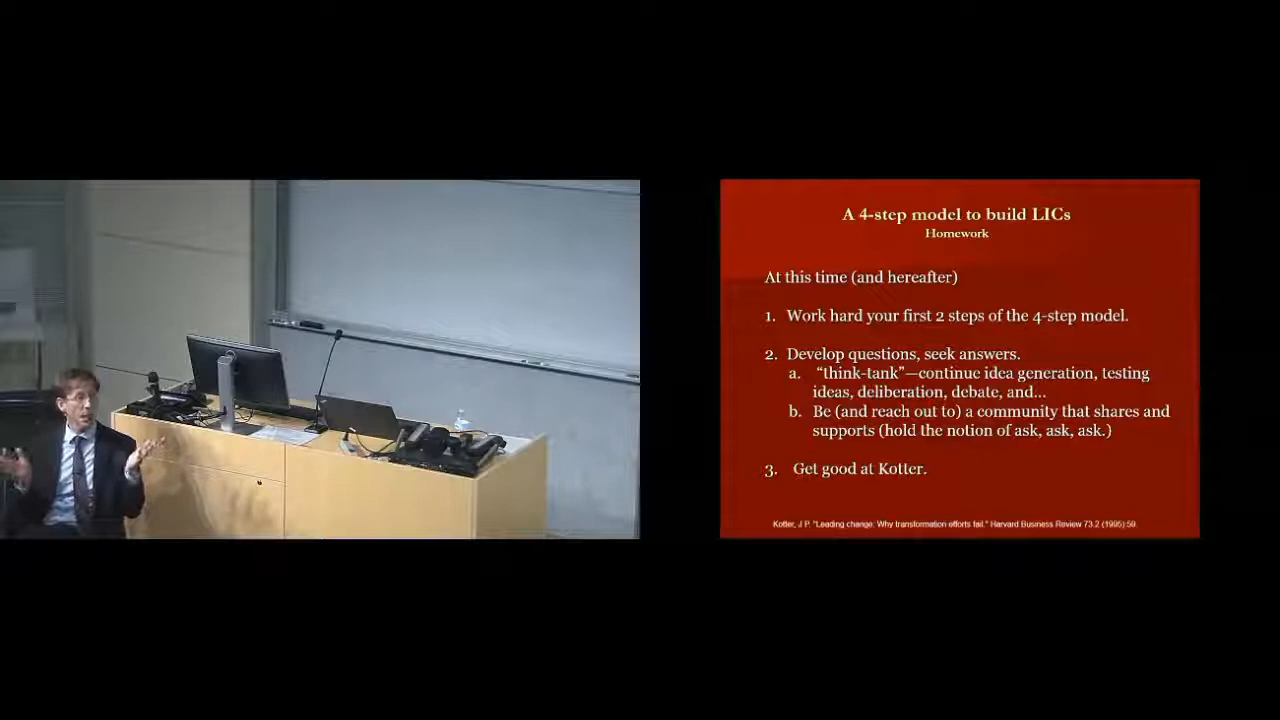 A 4-step model to build LICs
Homework
At this time (and hereafter)
1. Work hard your first 2 steps of the 4-step model.
2. Develop questions, seek answers.
a. “think-tank”—continue idea generation, testing
ideas, deliberation, debate, and...
b. Be (and reach out to) a community that shares and
supports (hold the notion of ask, ask, ask.)
3. Get good at Kotter.
Kotter, J P. "Leading change: Why transformation efforts fail." Harvard Business Review 73.2 (1995):59.